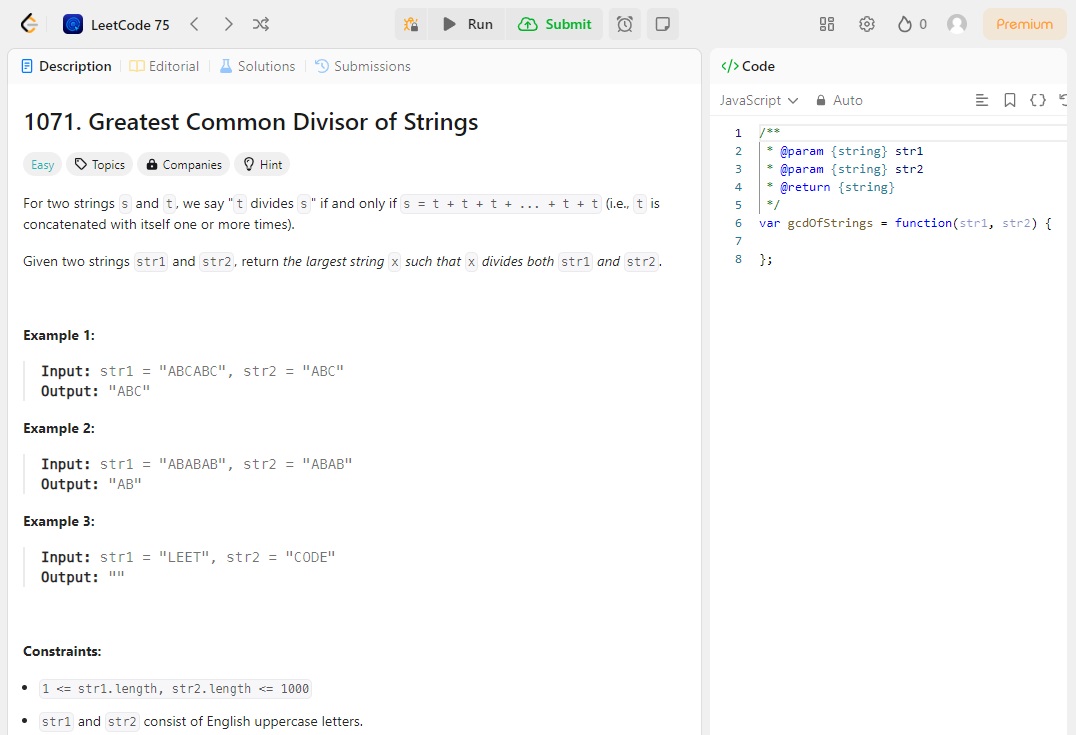 LeetCode 75
Run
Submit
0
Premium
Description
Editorial
Solutions
Submissions
1071. Greatest Common Divisor of Strings
Easy
Topics
Companies
Hint
For two strings s and t, we say "t divides s" if and only if s = t + t + t + ... + t + t (i.e., t is
concatenated with itself one or more times).
Given two strings str1 and str2, return the largest string x such that x divides both str1 and str2.
Example 1:
Input: str1 = "ABCABC", str2 = "ABC"
Output: "ABC"
Example 2:
Input: str1 = "ABABAB", str2 = "ABAB"
Output: "AB"
Example 3:
Input: str1 = "LEET", str2 = "CODE"
Output: ""
Constraints:
• 1 <= str1.length, str2.length <= 1000
• str1 and str2 consist of English uppercase letters.
</> Code
JavaScript
Auto
1 /**
2 * @param {string} str1
3 * @param {string} str2
4 * @return {string}
5 */
6 var gcdOfStrings = function(str1, str2) {
7
8 };